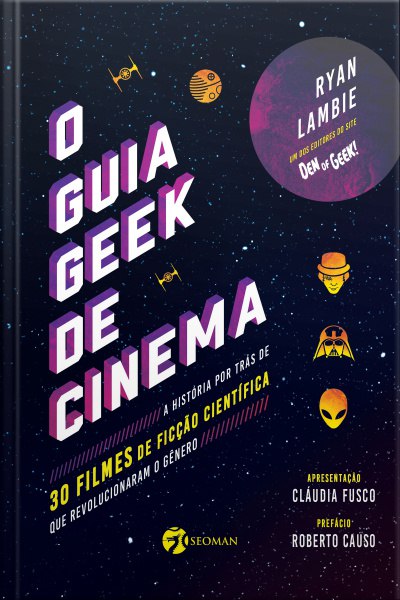 RYAN
LAMBIE
UM DOS EDITORES DO SITE
DEN OF GEEK!
O
GUIA
GEEK
DE
CINEMA
A HISTÓRIA POR TRÁS DE
30 FILMES DE FICÇÃO CIENTÍFICA
QUE REVOLUCIONARAM O GÊNERO
APRESENTAÇÃO
CLÁUDIA FUSCO
PREFÁCIO
ROBERTO CAUSO
SEOMAN